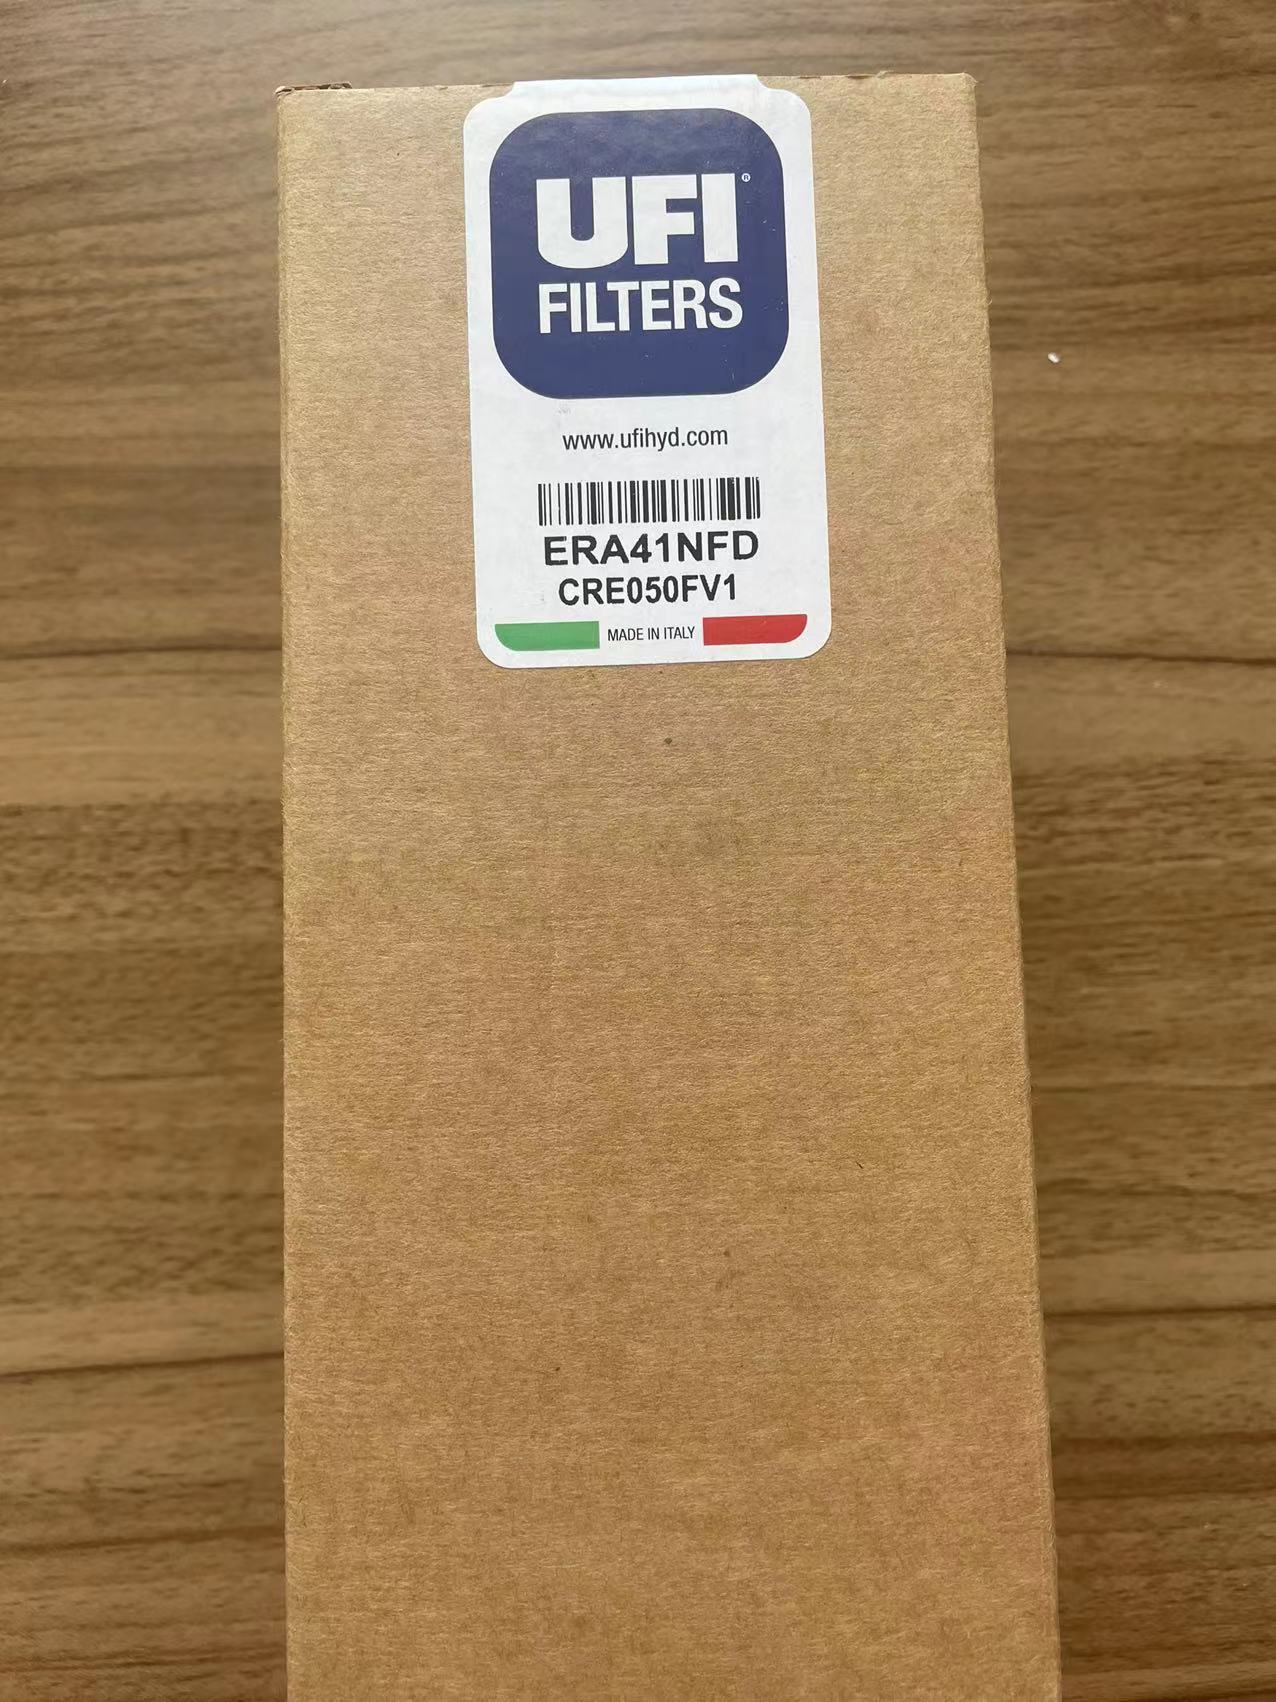 UFI®
FILTERS
www.ufihyd.com
ERA41NFD
CRE050FV1
MADE IN ITALY